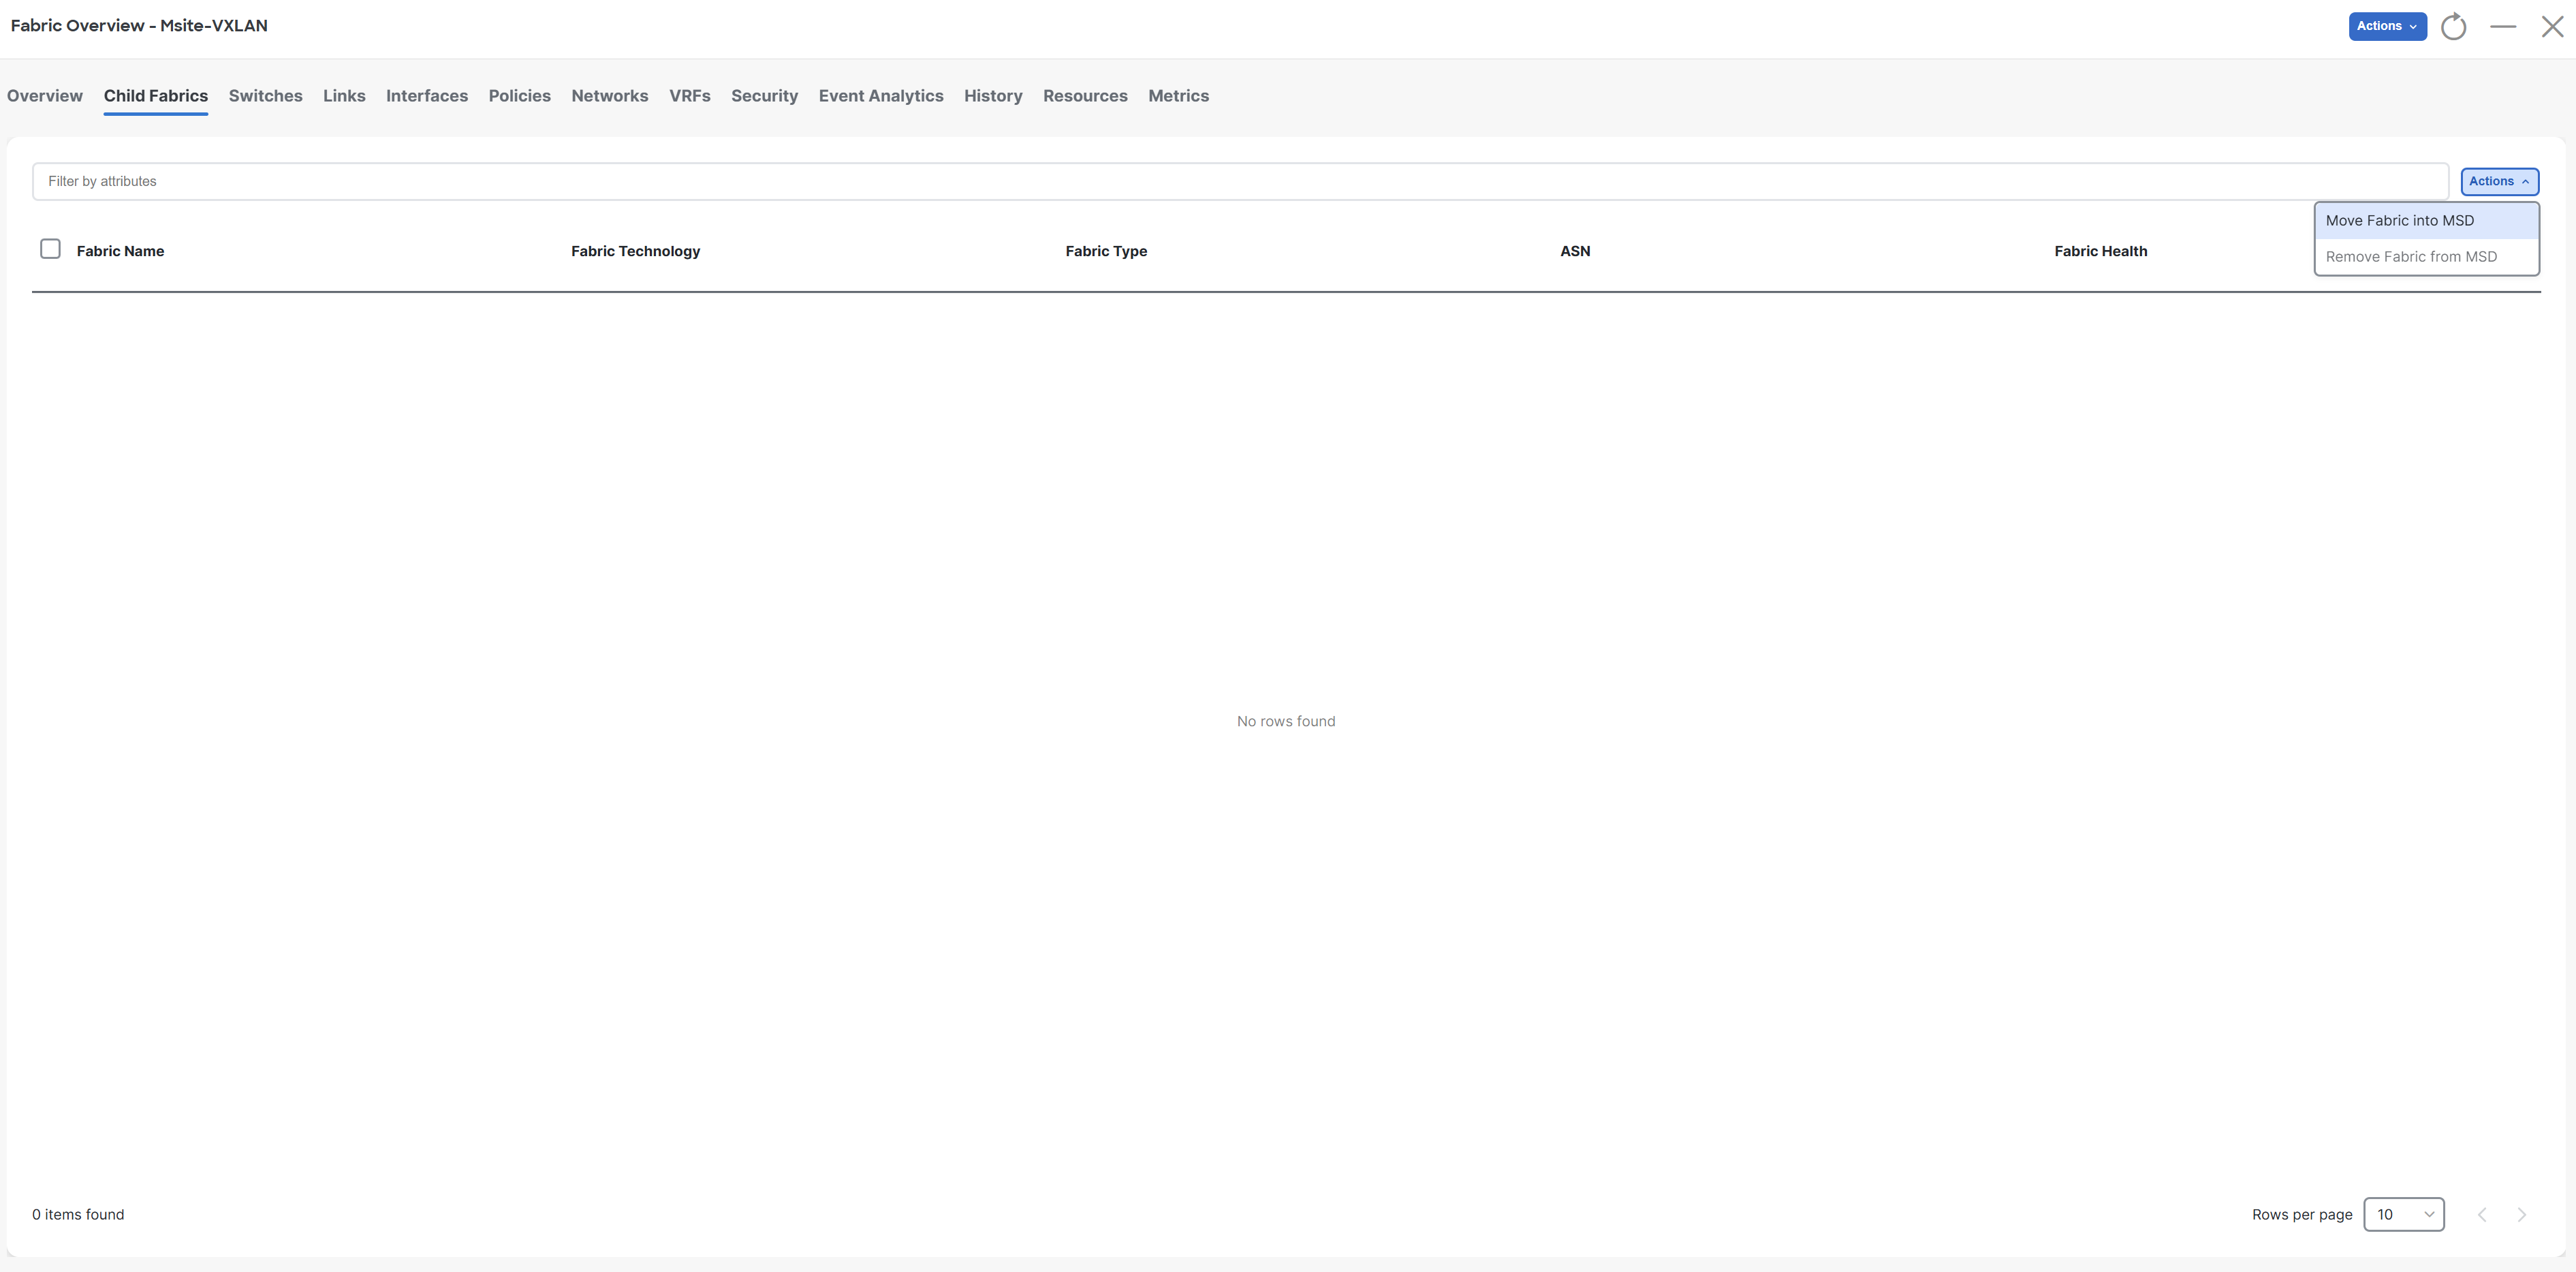 Fabric Overview - Msite-VXLAN
Actions
Overview Child Fabrics Switches Links Interfaces Policies Networks VRFs Security Event Analytics History Resources Metrics
Filter by attributes
Actions
Move Fabric into MSD
Remove Fabric from MSD
Fabric Name Fabric Technology Fabric Type ASN Fabric Health
No rows found
0 items found
Rows per page 10